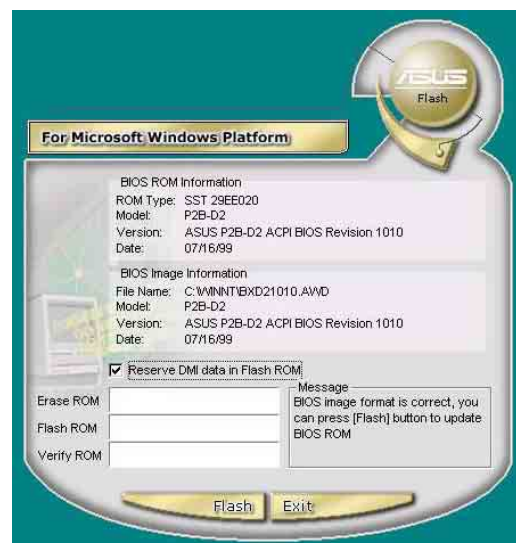 ASUS
Flash
For Microsoft Windows Platform
BIOS ROM Information
ROM Type: SST 29EE020
Model: P2B-D2
Version: ASUS P2B-D2 ACPI BIOS Revision 1010
Date: 07/16/99
BIOS Image Information
File Name: C:\WINNT\BXD21010.AWD
Model: P2B-D2
Version: ASUS P2B-D2 ACPI BIOS Revision 1010
Date: 07/16/99
Reserve DMI data in Flash ROM
Erase ROM
Flash ROM
Verify ROM
Message
BIOS image format is correct, you
can press [Flash] button to update
BIOS ROM
Flash
Exit